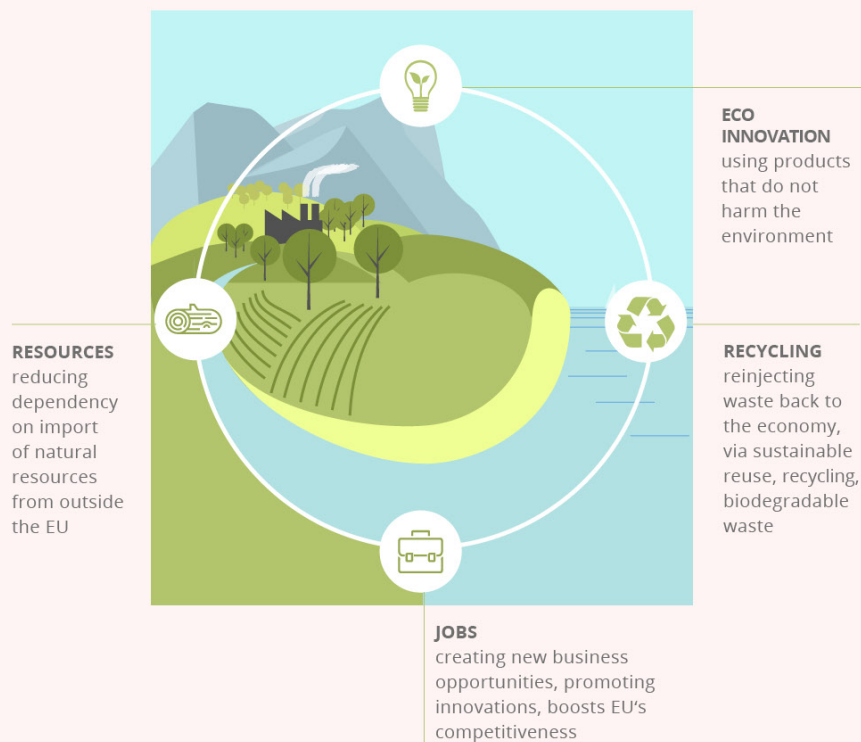 ECO
INNOVATION
using products
that do not
harm the
environment
RESOURCES
reducing
dependency
on import
of natural
resources
from outside
the EU
RECYCLING
reinjecting
waste back to
the economy,
via sustainable
reuse, recycling,
biodegradable
waste
JOBS
creating new business
opportunities, promoting
innovations, boosts EU‘s
competitiveness